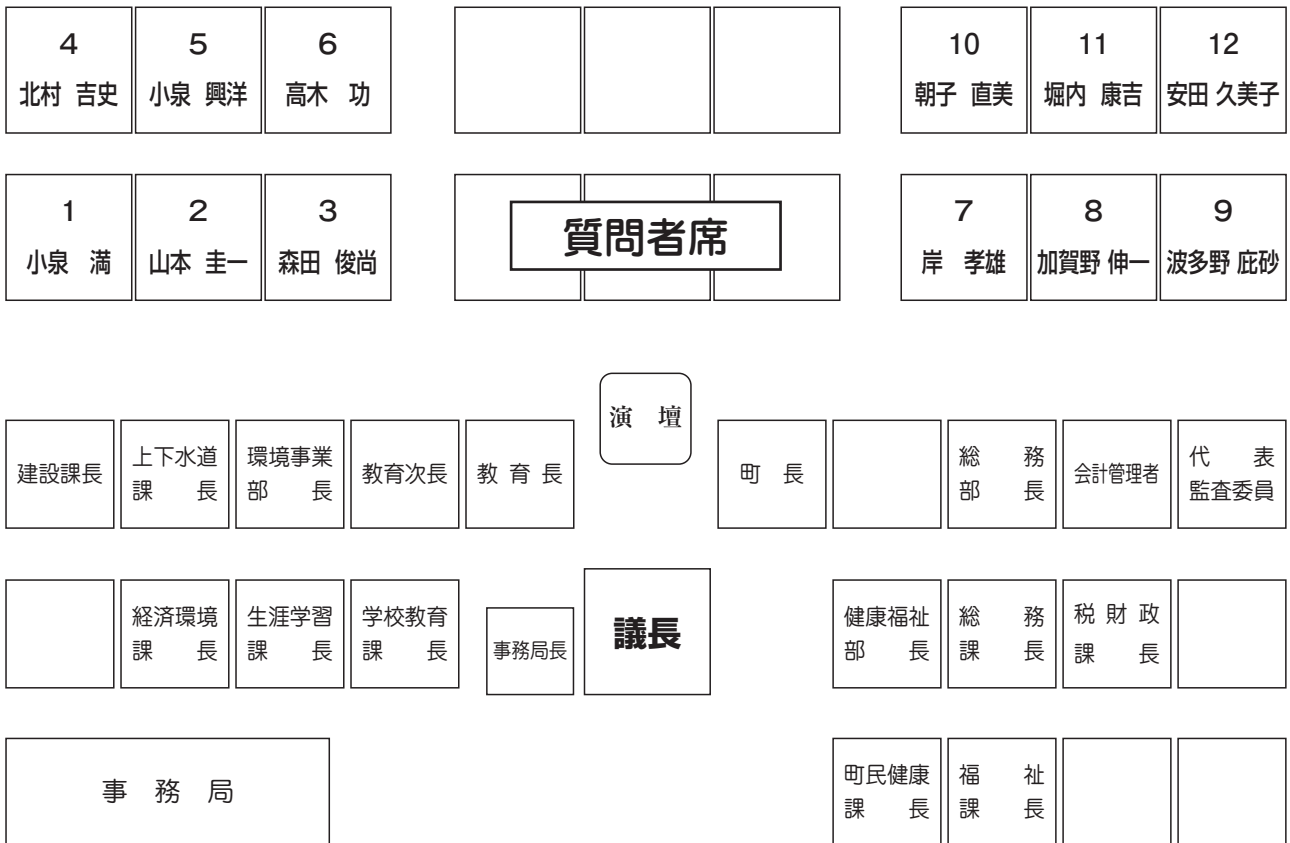 4 5 6 10 11 12
北村 吉史 小泉 興洋 高木 功 朝子 直美 堀内 康吉 安田 久美子
1 2 3 質問者席 7 8 9
小泉 満 山本 圭一 森田 俊尚 岸 孝雄 加賀野 伸一 波多野 庇砂
演 壇
建設課長 上下水道 環境事業 教育次長 教 育 長 町 長 総 務 会計管理者 代 表
課 長 部 長 部 長 監査委員
経済環境 生涯学習 学校教育 事務局長 議長 健康福祉 総 務 税 財 政
課 長 課 長 課 長 部 長 課 長 課 長
事 務 局 町民健康 福 祉
課 長 課 長